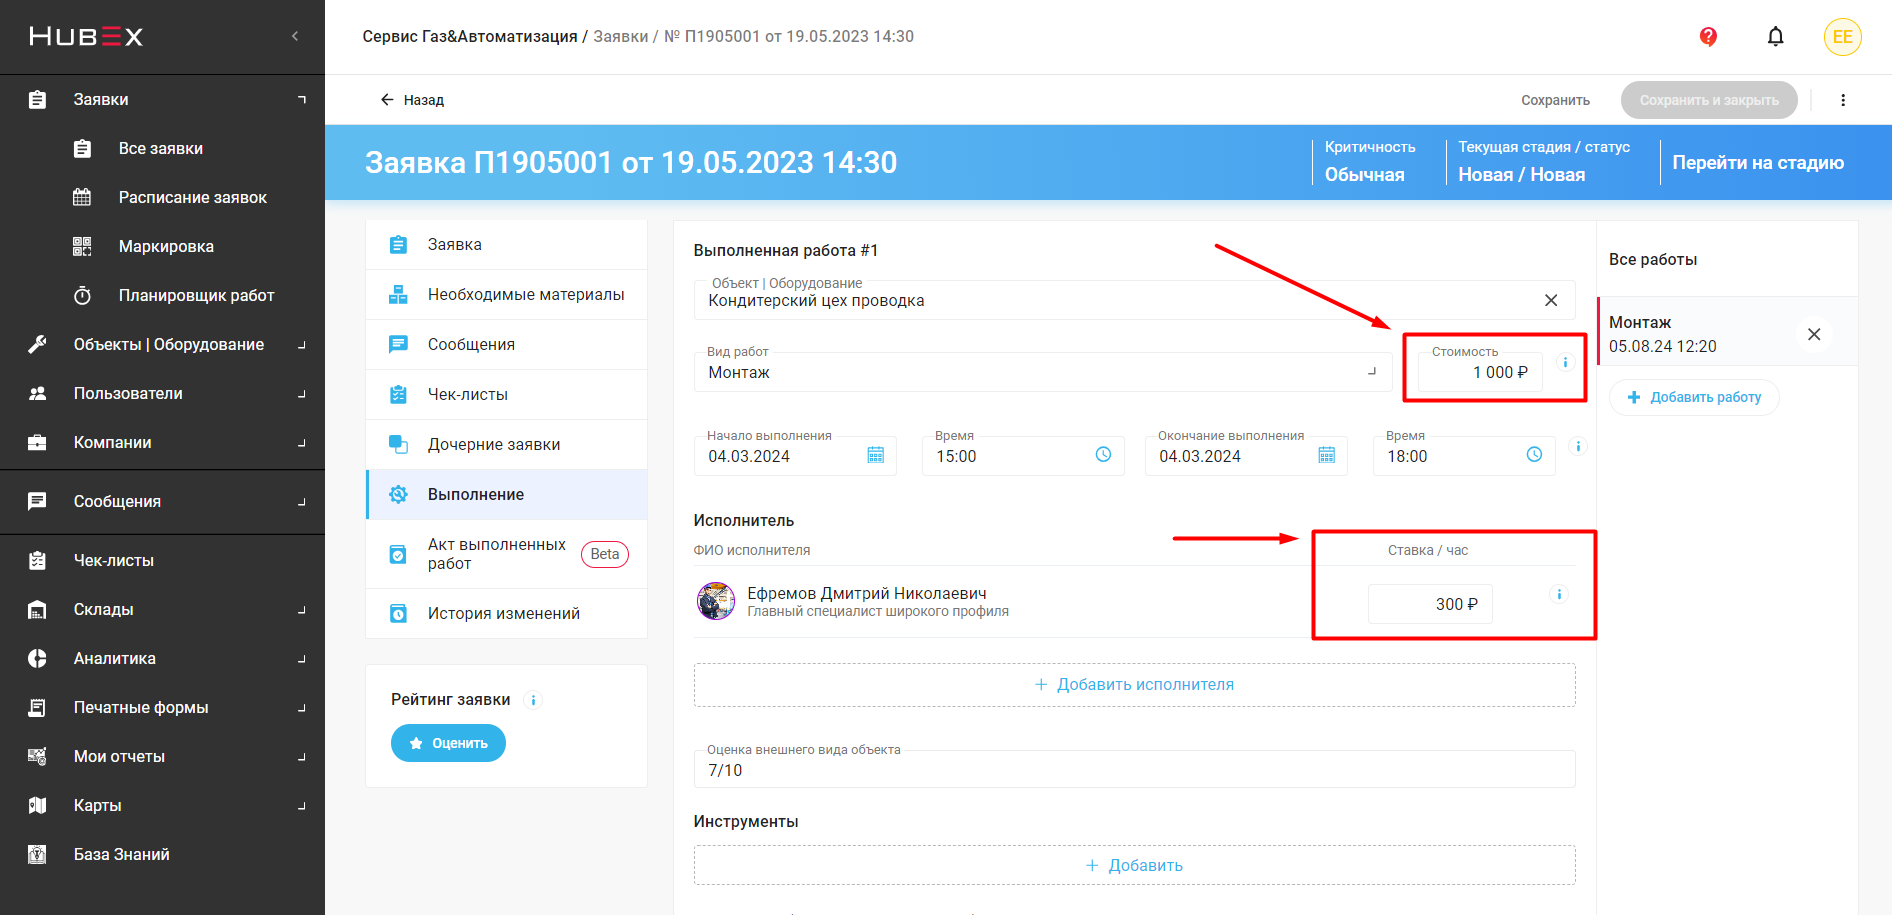 HUBEX
Сервис Газ&Автоматизация / Заявки / № П1905001 от 19.05.2023 14:30
EE
Заявки
Все заявки
Расписание заявок
Маркировка
Планировщик работ
Объекты | Оборудование
Пользователи
Компании
Сообщения
Чек-листы
Склады
Аналитика
Печатные формы
Мои отчеты
Карты
База Знаний
Назад
Сохранить
Сохранить и закрыть
Заявка П1905001 от 19.05.2023 14:30
Критичность
Обычная
Текущая стадия / статус
Новая / Новая
Перейти на стадию
Заявка
Необходимые материалы
Сообщения
Чек-листы
Дочерние заявки
Выполнение
Акт выполненных
работ
Beta
История изменений
Рейтинг заявки
Оценить
Выполненная работа #1
Объект | Оборудование
Кондитерский цех проводка
Вид работ
Монтаж
Стоимость
1 000 ₽
Начало выполнения
04.03.2024
Время
15:00
Окончание выполнения
04.03.2024
Время
18:00
Исполнитель
ФИО исполнителя
Ставка / час
Ефремов Дмитрий Николаевич
Главный специалист широкого профиля
300 ₽
+ Добавить исполнителя
Оценка внешнего вида объекта
7/10
Инструменты
+ Добавить
Все работы
Монтаж
05.08.24 12:20
Добавить работу